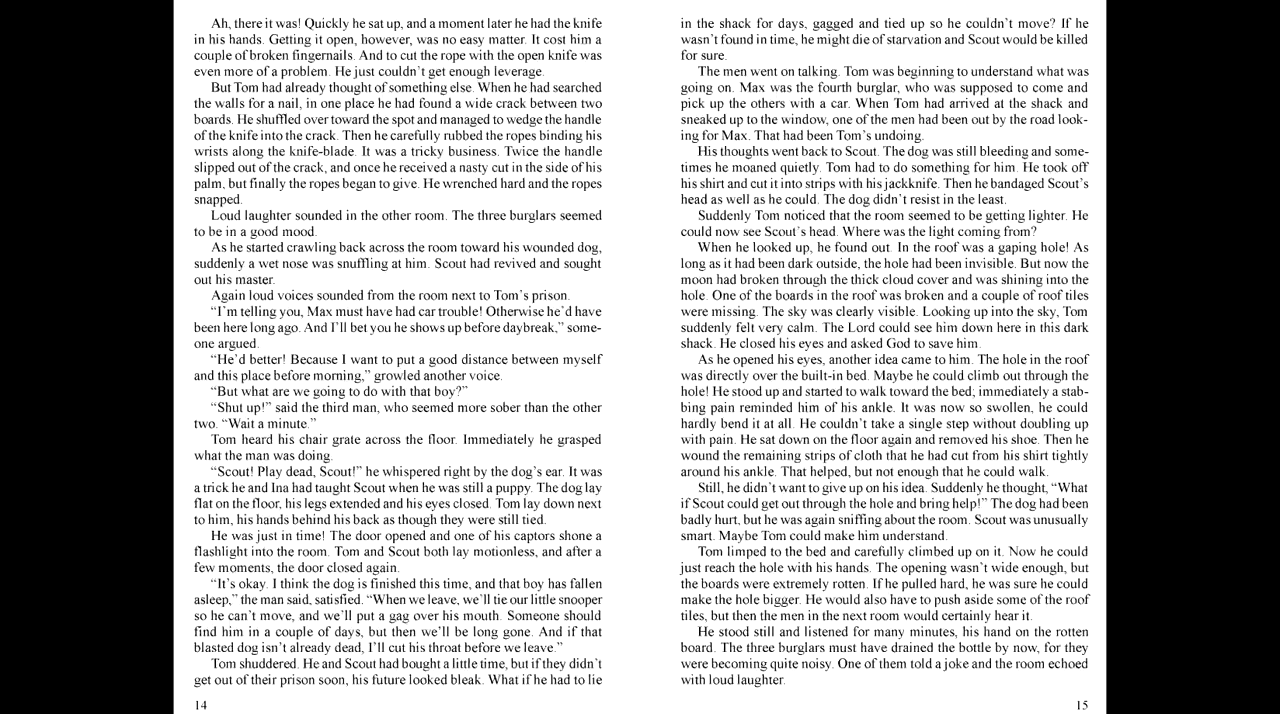 Ah, there it was! Quickly he sat up, and a moment later he had the knife
in his hands. Getting it open, however, was no easy matter. It cost him a
couple of broken fingernails. And to cut the rope with the open knife was
even more of a problem. He just couldn't get enough leverage.
But Tom had already thought of something else. When he had searched
the walls for a nail, in one place he had found a wide crack between two
boards. He shuffled over toward the spot and managed to wedge the handle
of the knife into the crack. Then he carefully rubbed the ropes binding his
wrists along the knife-blade. It was a tricky business. Twice the handle
slipped out of the crack, and once he received a nasty cut in the side of his
palm, but finally the ropes began to give. He wrenched hard and the ropes
snapped.
Loud laughter sounded in the other room. The three burglars seemed
to be in a good mood.
As he started crawling back across the room toward his wounded dog,
suddenly a wet nose was snuffling at him. Scout had revived and sought
out his master.
Again loud voices sounded from the room next to Tom's prison.
“I'm telling you, Max must have had car trouble! Otherwise he'd have
been here long ago. And I'll bet you he shows up before daybreak,” some-
one argued.
“He'd better! Because I want to put a good distance between myself
and this place before morning,” growled another voice.
“But what are we going to do with that boy?”
“Shut up!” said the third man, who seemed more sober than the other
two. “Wait a minute.”
Tom heard his chair grate across the floor. Immediately he grasped
what the man was doing.
“Scout! Play dead, Scout!” he whispered right by the dog's ear. It was
a trick he and Ina had taught Scout when he was still a puppy. The dog lay
flat on the floor, his legs extended and his eyes closed. Tom lay down next
to him, his hands behind his back as though they were still tied.
He was just in time! The door opened and one of his captors shone a
flashlight into the room. Tom and Scout both lay motionless, and after a
few moments, the door closed again.
“It's okay. I think the dog is finished this time, and that boy has fallen
asleep,” the man said, satisfied. “When we leave, we'll tie our little snooper
so he can't move, and we'll put a gag over his mouth. Someone should
find him in a couple of days, but then we'll be long gone. And if that
blasted dog isn't already dead, I'll cut his throat before we leave.”
Tom shuddered. He and Scout had bought a little time, but if they didn't
get out of their prison soon, his future looked bleak. What if he had to lie
14
in the shack for days, gagged and tied up so he couldn't move? If he
wasn't found in time, he might die of starvation and Scout would be killed
for sure.
The men went on talking. Tom was beginning to understand what was
going on. Max was the fourth burglar, who was supposed to come and
pick up the others with a car. When Tom had arrived at the shack and
sneaked up to the window, one of the men had been out by the road look-
ing for Max. That had been Tom's undoing.
His thoughts went back to Scout. The dog was still bleeding and some-
times he moaned quietly. Tom had to do something for him. He took off
his shirt and cut it into strips with his jackknife. Then he bandaged Scout's
head as well as he could. The dog didn't resist in the least.
Suddenly Tom noticed that the room seemed to be getting lighter. He
could now see Scout's head. Where was the light coming from?
When he looked up, he found out. In the roof was a gaping hole! As
long as it had been dark outside, the hole had been invisible. But now the
moon had broken through the thick cloud cover and was shining into the
hole. One of the boards in the roof was broken and a couple of roof tiles
were missing. The sky was clearly visible. Looking up into the sky, Tom
suddenly felt very calm. The Lord could see him down here in this dark
shack. He closed his eyes and asked God to save him.
As he opened his eyes, another idea came to him. The hole in the roof
was directly over the built-in bed. Maybe he could climb out through the
hole! He stood up and started to walk toward the bed; immediately a stab-
bing pain reminded him of his ankle. It was now so swollen, he could
hardly bend it at all. He couldn't take a single step without doubling up
with pain. He sat down on the floor again and removed his shoe. Then he
wound the remaining strips of cloth that he had cut from his shirt tightly
around his ankle. That helped, but not enough that he could walk.
Still, he didn't want to give up on his idea. Suddenly he thought, “What
if Scout could get out through the hole and bring help!” The dog had been
badly hurt, but he was again sniffing about the room. Scout was unusually
smart. Maybe Tom could make him understand.
Tom limped to the bed and carefully climbed up on it. Now he could
just reach the hole with his hands. The opening wasn't wide enough, but
the boards were extremely rotten. If he pulled hard, he was sure he could
make the hole bigger. He would also have to push aside some of the roof
tiles, but then the men in the next room would certainly hear it.
He stood still and listened for many minutes, his hand on the rotten
board. The three burglars must have drained the bottle by now, for they
were becoming quite noisy. One of them told a joke and the room echoed
with loud laughter.
15